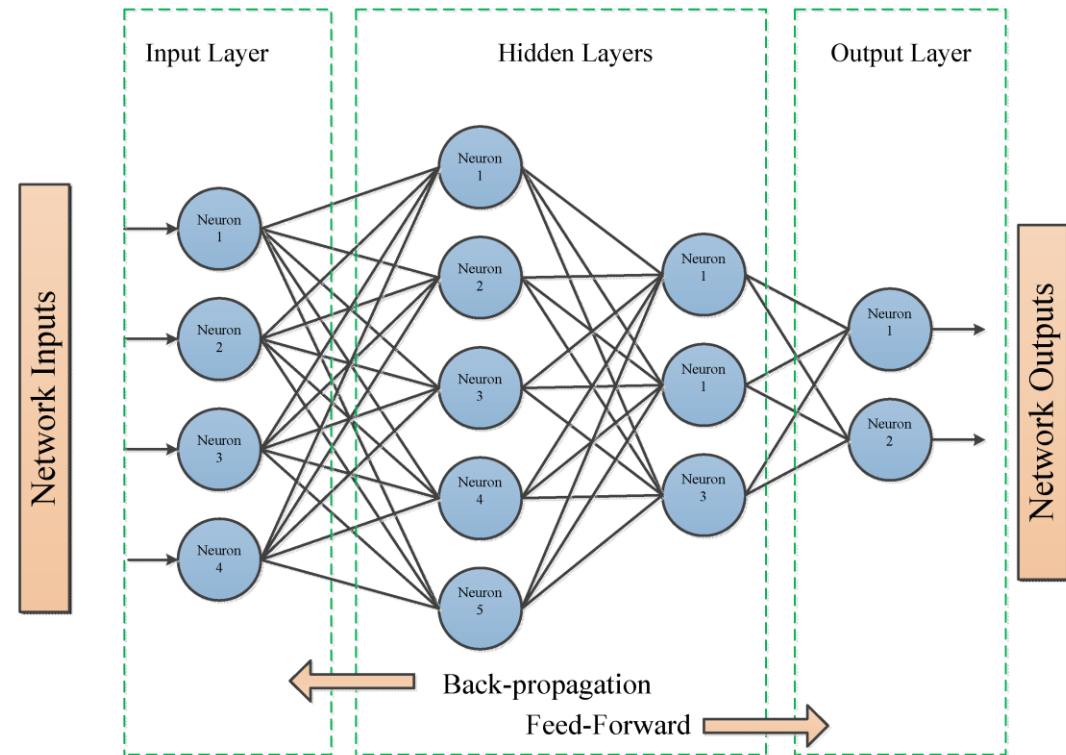 Input Layer
Hidden Layers
Output Layer
Network Inputs
Neuron
1
Neuron
2
Neuron
3
Neuron
4
Neuron
1
Neuron
2
Neuron
3
Neuron
4
Neuron
5
Neuron
1
Neuron
1
Neuron
3
Neuron
1
Neuron
2
Network Outputs
Back-propagation
Feed-Forward